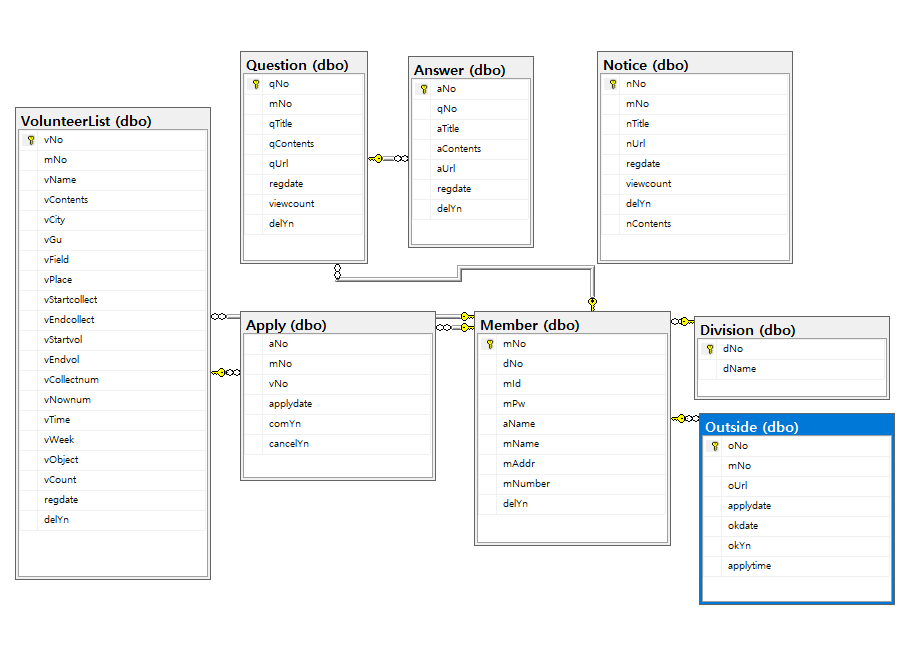 VolunteerList (dbo)
vNo
mNo
vName
vContents
vCity
vGu
vField
vPlace
vStartcollect
vEndcollect
vStartvol
vEndvol
vCollectnum
vNownum
vTime
vWeek
vObject
vCount
regdate
delYn
Question (dbo)
qNo
mNo
qTitle
qContents
qUrl
regdate
viewcount
delYn
Answer (dbo)
aNo
qNo
aTitle
aContents
aUrl
regdate
delYn
Notice (dbo)
nNo
mNo
nTitle
nUrl
regdate
viewcount
delYn
nContents
Apply (dbo)
aNo
mNo
vNo
applydate
comYn
cancelYn
Member (dbo)
mNo
dNo
mId
mPw
aName
mName
mAddr
mNumber
delYn
Division (dbo)
dNo
dName
Outside (dbo)
oNo
mNo
oUrl
applydate
okdate
okYn
applytime